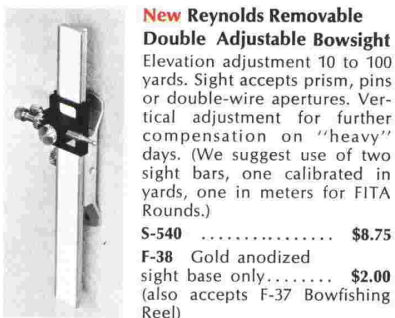 New Reynolds Removable
Double Adjustable Bowsight
Elevation adjustment 10 to 100
yards. Sight accepts prism, pins
or double-wire apertures. Ver-
tical adjustment for further
compensation on "heavy"
days. (We suggest use of two
sight bars, one calibrated in
yards, one in meters for FITA
Rounds.)
S-540 ................ $8.75
F-38 Gold anodized
sight base only........ $2.00
(also accepts F-37 Bowfishing
Reel)